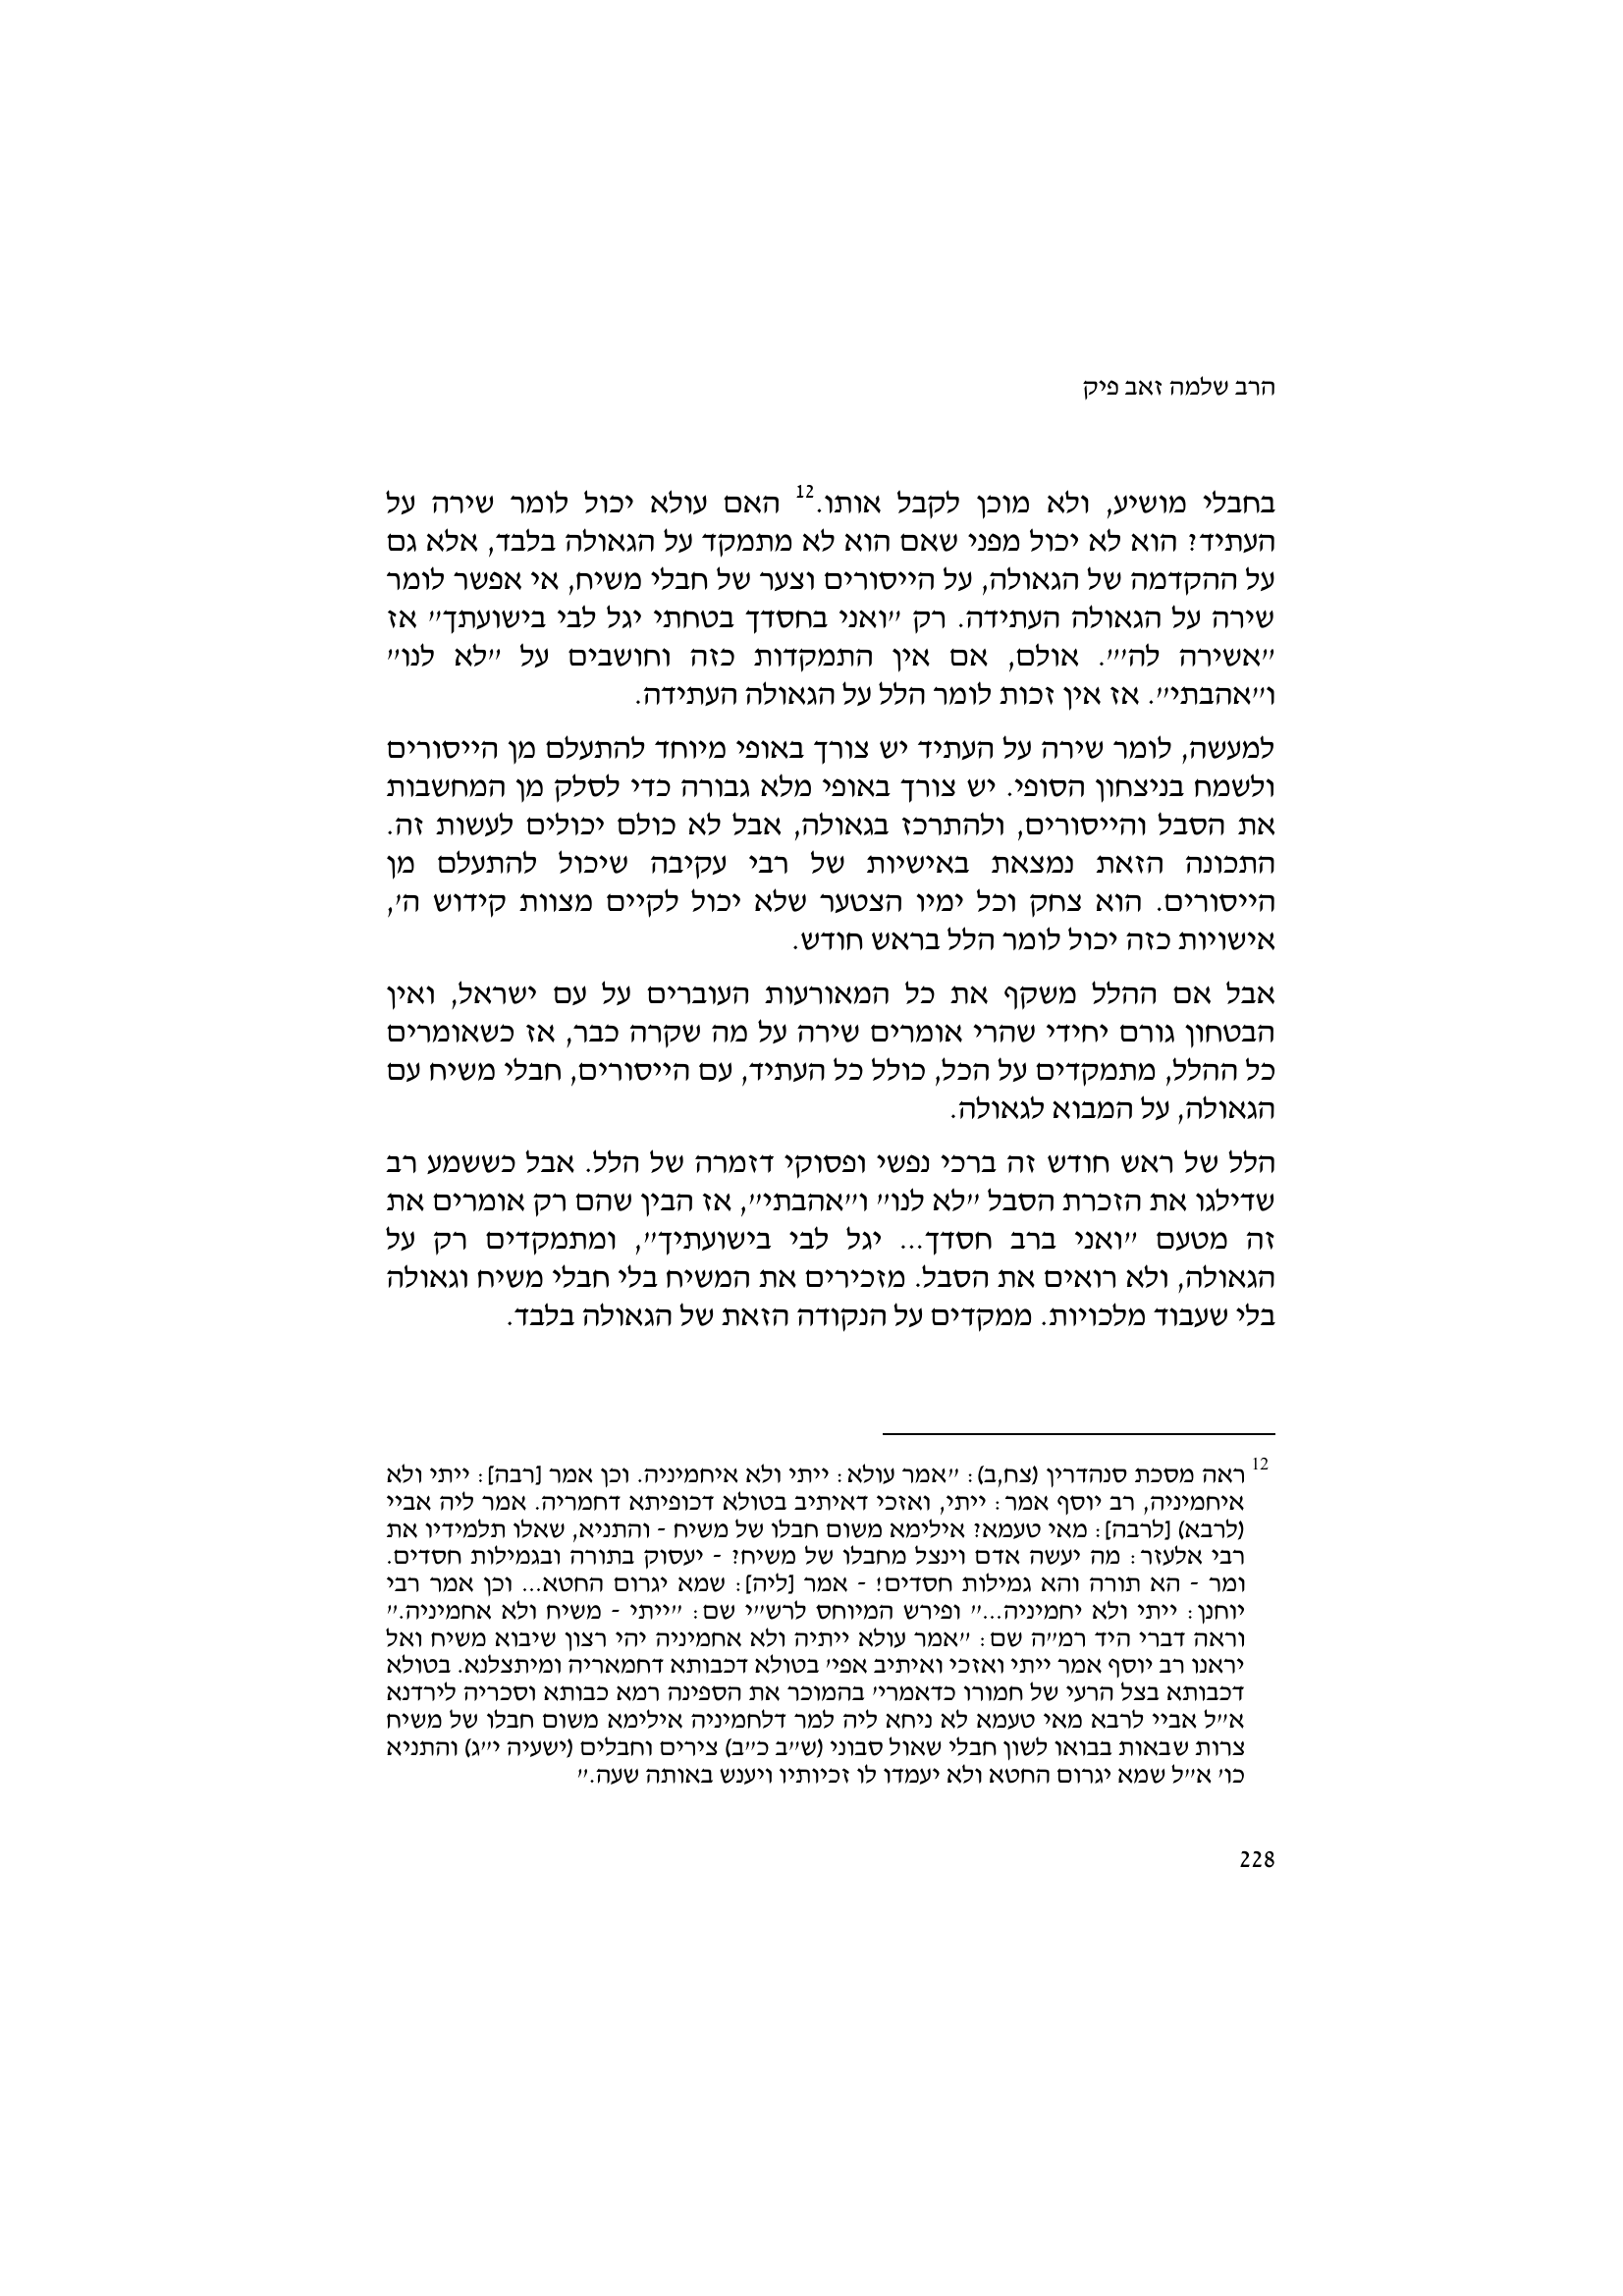 הרב שלמה זאב פיק
בחבלי מושיע, ולא מוכן לקבל אותו.12 האם עולא יכול לומר שירה על
העתיד? הוא לא יכול מפני שאם הוא לא מתמקד על הגאולה בלבד, אלא גם
על ההקדמה של הגאולה, על הייסורים וצער של חבלי משיח, אי אפשר לומר
שירה על הגאולה העתידה. רק "ואני בחסדך בטחתי יגל לבי בישועתך" אז
"אשירה לה'". אולם, אם אין התמקדות כזה וחושבים על "לא לנו"
ו"אהבתי". אז אין זכות לומר הלל על הגאולה העתידה.
למעשה, לומר שירה על העתיד יש צורך באופי מיוחד להתעלם מן הייסורים
ולשמח בניצחון הסופי. יש צורך באופי מלא גבורה כדי לסלק מן המחשבות
את הסבל והייסורים, ולהתרכז בגאולה, אבל לא כולם יכולים לעשות זה.
התכונה הזאת נמצאת באישיות של רבי עקיבה שיכול להתעלם מן
הייסורים. הוא צחק וכל ימיו הצטער שלא יכול לקיים מצוות קידוש ה',
אישויות כזה יכול לומר הלל בראש חודש.
אבל אם ההלל משקף את כל המאורעות העוברים על עם ישראל, ואין
הבטחון גורם יחידי שהרי אומרים שירה על מה שקרה כבר, אז כשאומרים
כל ההלל, מתמקדים על הכל, כולל כל העתיד, עם הייסורים, חבלי משיח עם
הגאולה, על המבוא לגאולה.
הלל של ראש חודש זה ברכי נפשי ופסוקי דזמרה של הלל. אבל כששמע רב
שדילגו את הזכרת הסבל "לא לנו" ו"אהבתי", אז הבין שהם רק אומרים את
זה מטעם "ואני ברב חסדך... יגל לבי בישועתיך", ומתמקדים רק על
הגאולה, ולא רואים את הסבל. מזכירים את המשיח בלי חבלי משיח וגאולה
בלי שעבוד מלכויות. ממקדים על הנקודה הזאת של הגאולה בלבד.
12 ראה מסכת סנהדרין (צח,ב): "אמר עולא: ייתי ולא איחמיניה. וכן אמר [רבה]: ייתי ולא
איחמיניה, רב יוסף אמר: ייתי, ואזכי דאיתיב בטולא דכופיתא דחמריה. אמר ליה אביי
(לרבא) [לרבה]: מאי טעמא? אילימא משום חבלו של משיח - והתניא, שאלו תלמידיו את
רבי אלעזר: מה יעשה אדם וינצל מחבלו של משיח? - יעסוק בתורה ובגמילות חסדים.
ומר - הא תורה והא גמילות חסדים! - אמר [ליה]: שמא יגרום החטא... וכן אמר רבי
יוחנן: ייתי ולא יחמיניה..." ופירש המיוחס לרש"י שם: "ייתי - משיח ולא אחמיניה."
וראה דברי היד רמ"ה שם: "אמר עולא ייתיה ולא אחמיניה יהי רצון שיבוא משיח ואל
יראנו רב יוסף אמר ייתי ואזכי ואיתיב אפי' בטולא דכבותא דחמאריה ומיתצלנא. בטולא
דכבותא בצל הרעי של חמורו כדאמרי' בהמוכר את הספינה רמא כבותא וסכריה לירדנא
א"ל אביי לרבא מאי טעמא לא ניחא ליה למר דלחמיניה אילימא משום חבלו של משיח
צרות שבאות בבואו לשון חבלי שאול סבוני (ש"ב כ"ב) צירים וחבלים (ישעיה י"ג) והתניא
כו' א"ל שמא יגרום החטא ולא יעמדו לו זכיותיו ויענש באותה שעה."
228